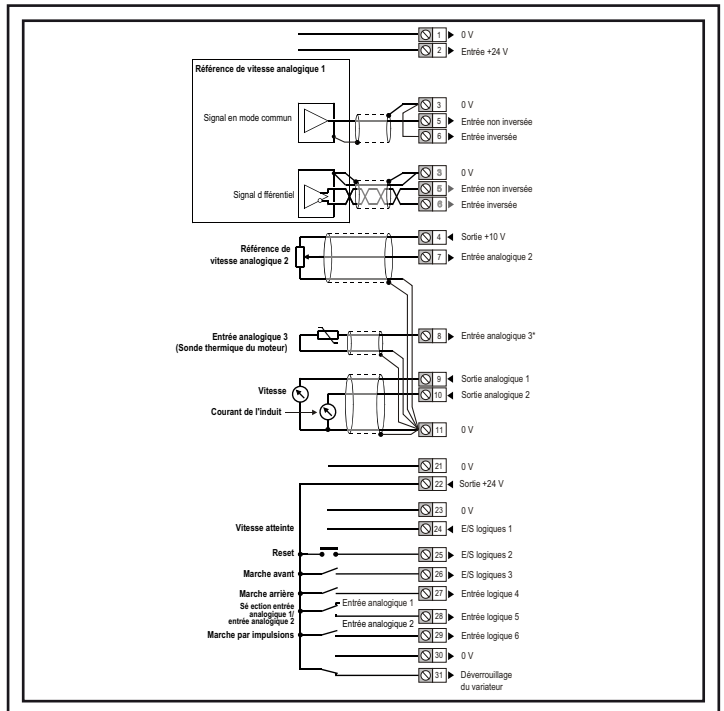 1 0 V
2 Entrée +24 V
Référence de vitesse analogique 1
Signal en mode commun
3 0 V
5 Entrée non inversée
6 Entrée inversée
Signal d fférentiel
3 0 V
5 Entrée non inversée
6 Entrée inversée
4 Sortie +10 V
Référence de
vitesse analogique 2
7 Entrée analogique 2
Entrée analogique 3
(Sonde thermique du moteur)
8 Entrée analogique 3*
Vitesse
9 Sortie analogique 1
10 Sortie analogique 2
Courant de l'induit
11 0 V
21 0 V
22 Sortie +24 V
23 0 V
Vitesse atteinte
24 E/S logiques 1
Reset
25 E/S logiques 2
Marche avant
26 E/S logiques 3
Marche arrière
27 Entrée logique 4
Sé ection entrée
analogique 1/
entrée analogique 2
Entrée analogique 1
28 Entrée logique 5
Entrée analogique 2
Marche par impulsions
29 Entrée logique 6
30 0 V
31 Déverrouillage
du variateur